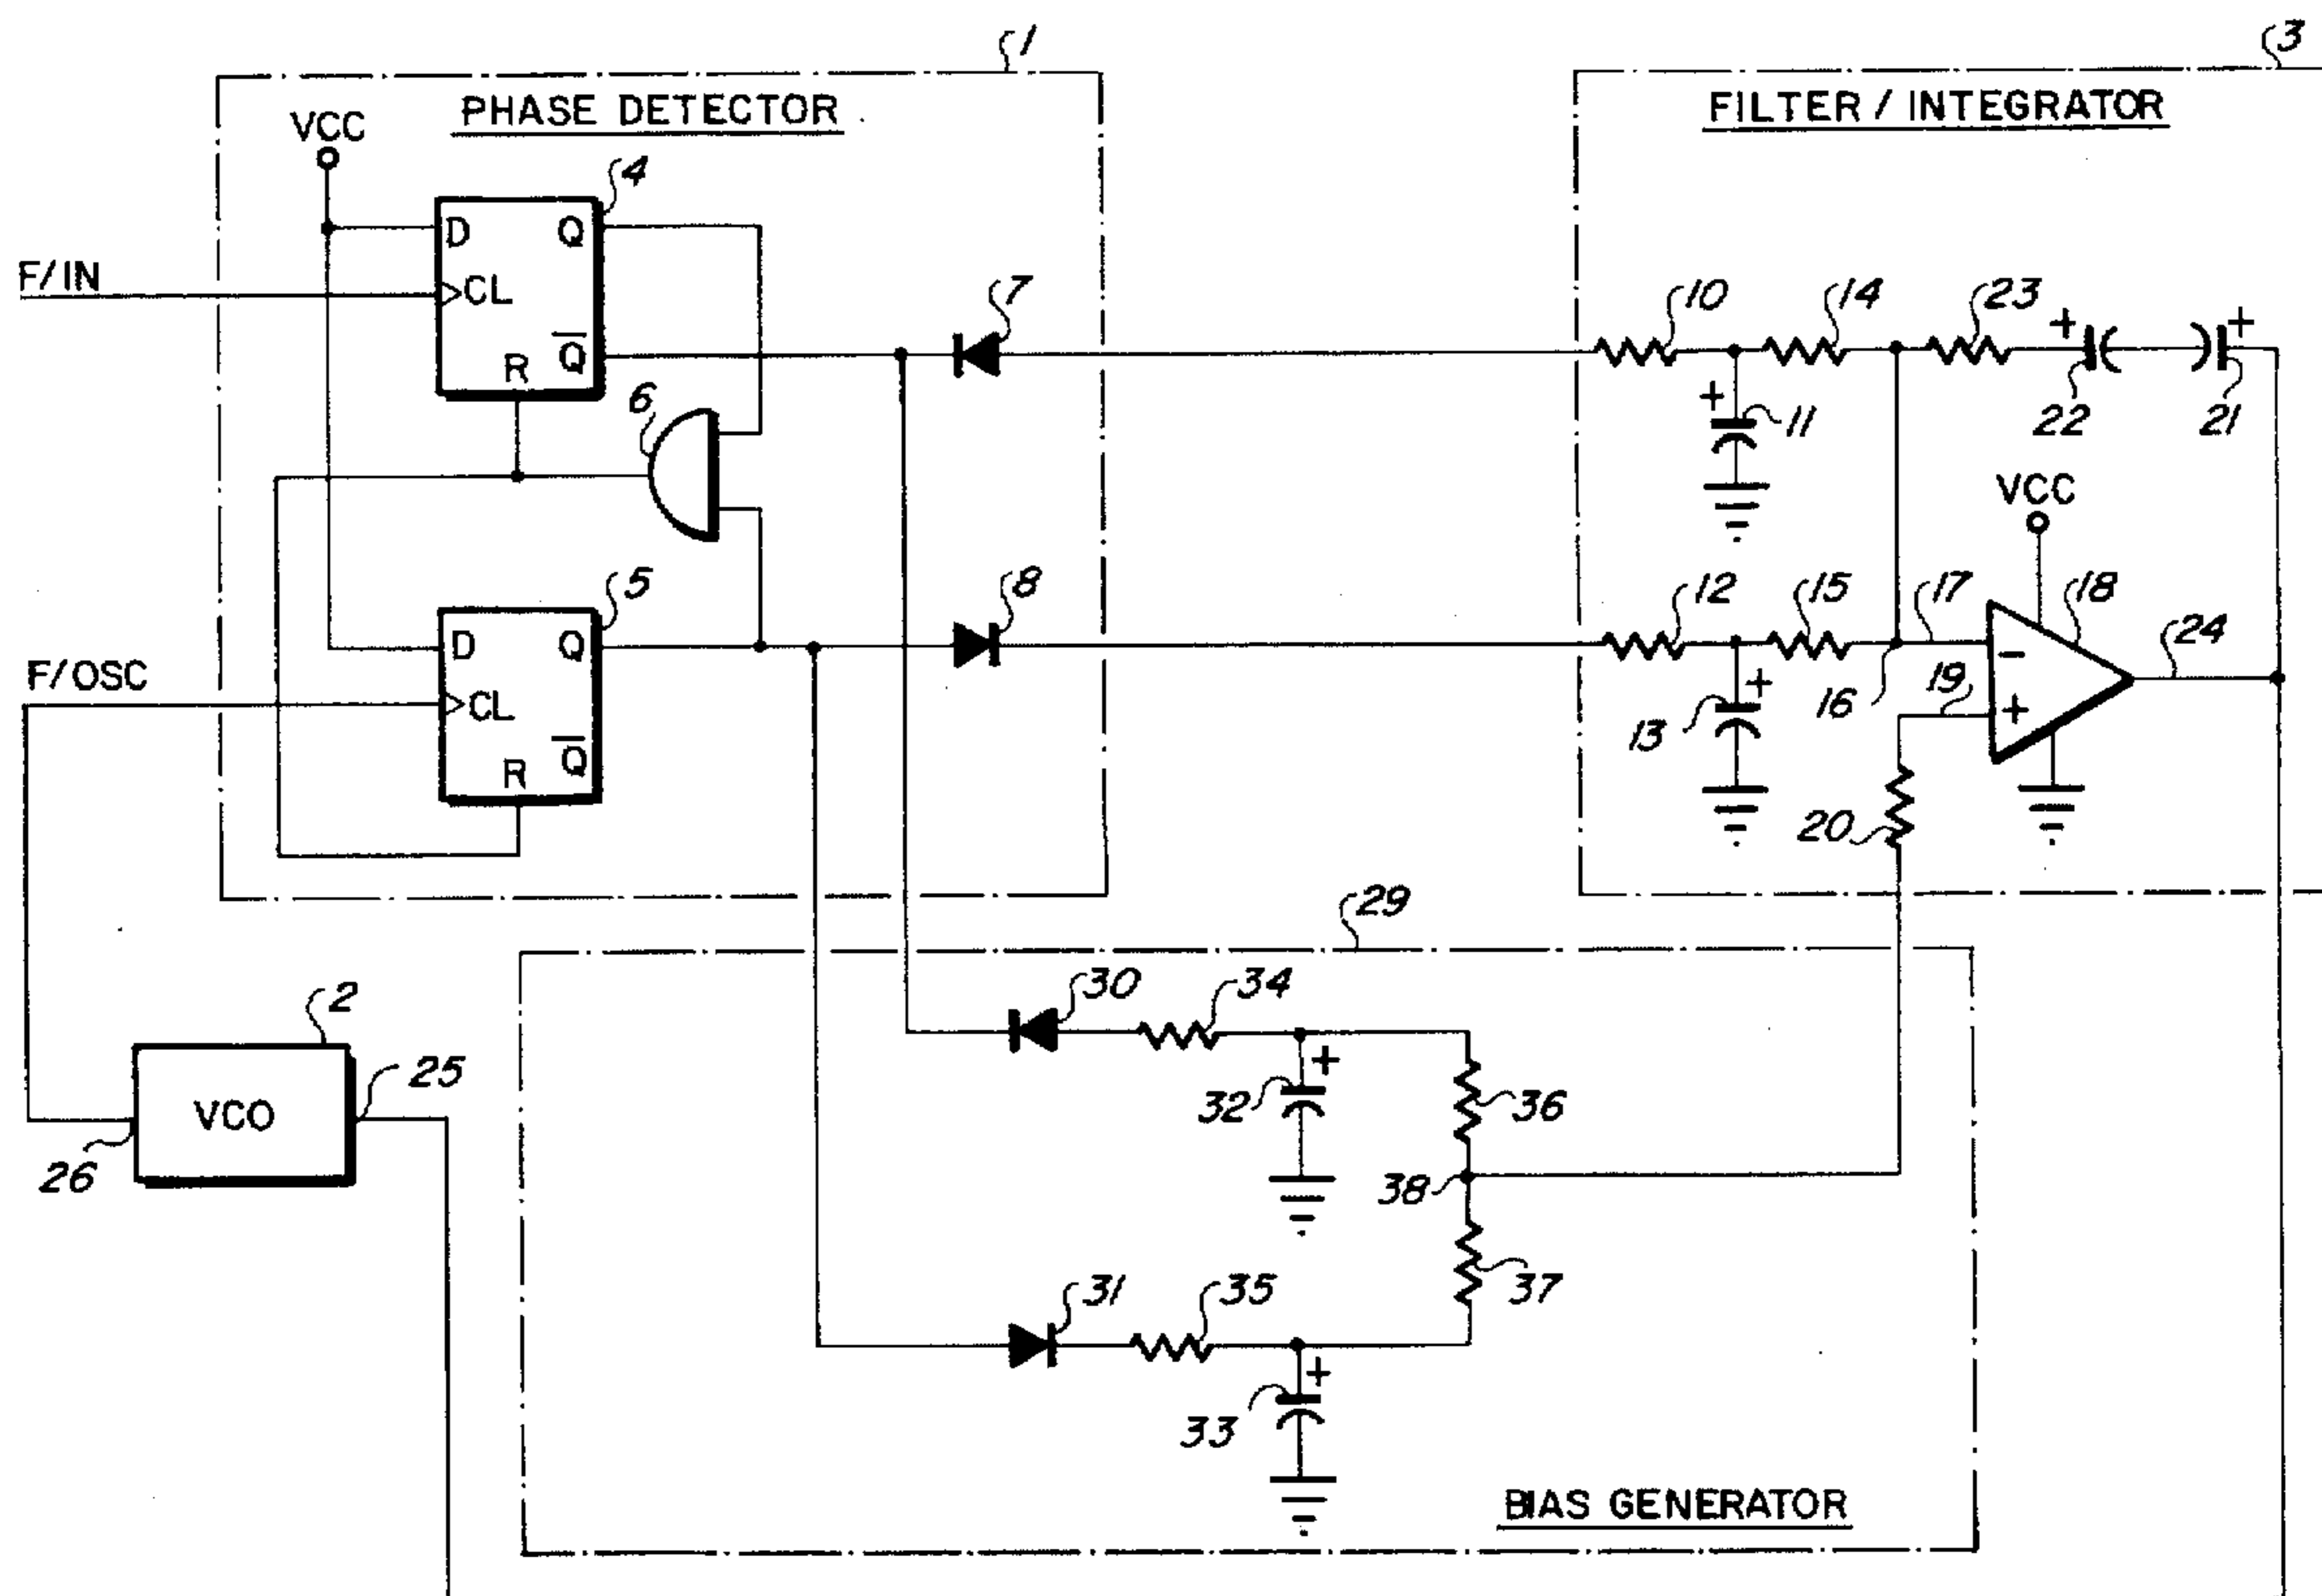 1
3
PHASE DETECTOR
FILTER / INTEGRATOR
VCC
4
D Q
F/IN
CL
7
10
14
23
+
+
Q
R
6
+
11
22
21
VCC
5
8
12
15
17
18
D Q
24
F/OSC
CL
+
16
19
−
+
13
R
Q
20
29
30
34
2
25
+
32
36
VCO
26
38
31
35
37
+
33
BIAS GENERATOR